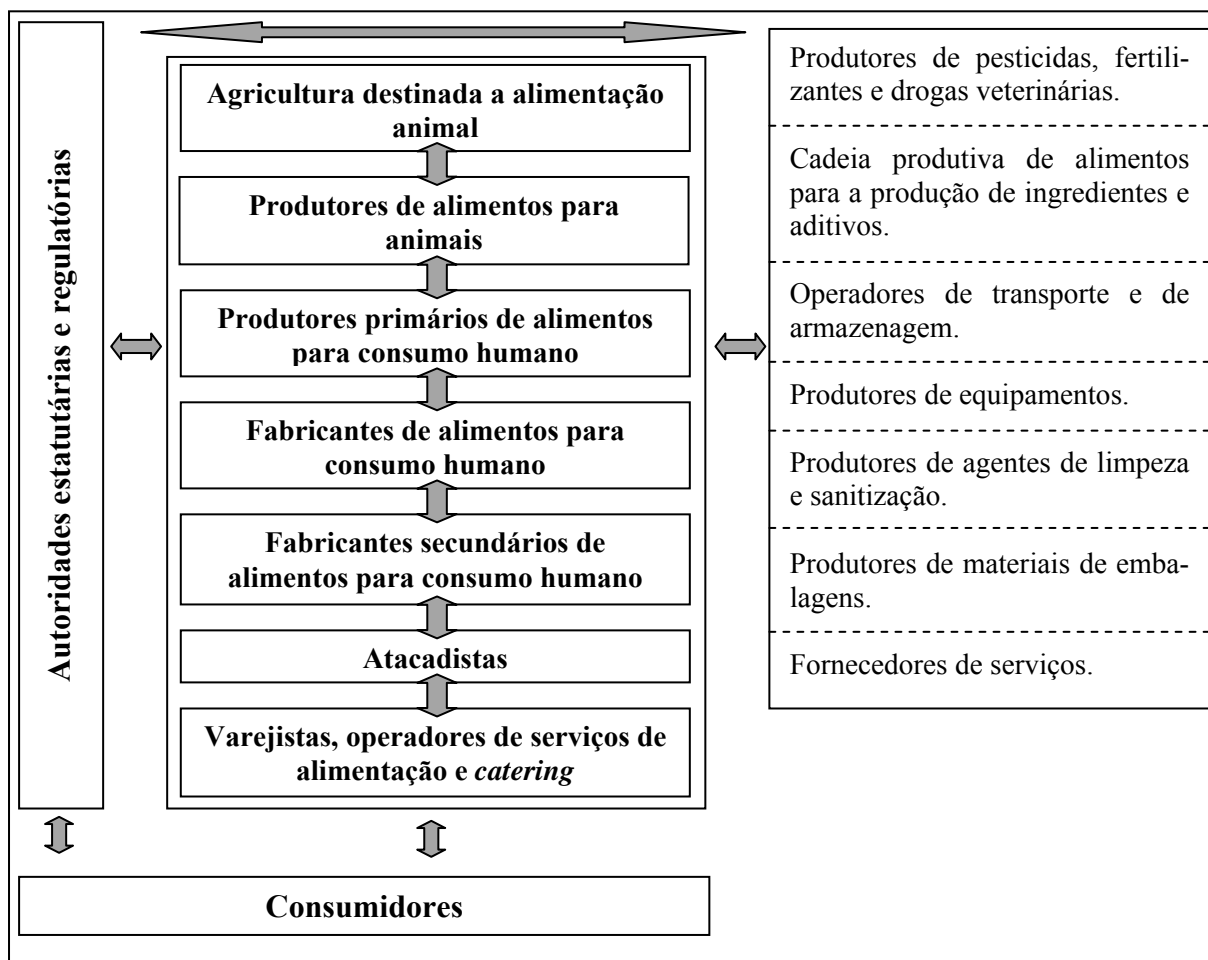 Autoridades estatutárias e regulatórias
Agricultura destinada a alimentação
animal
Produtores de alimentos para
animais
Produtores primários de alimentos
para consumo humano
Fabricantes de alimentos para
consumo humano
Fabricantes secundários de
alimentos para consumo humano
Atacadistas
Varejistas, operadores de serviços de
alimentação e catering
Produtores de pesticidas, fertili-
zantes e drogas veterinárias.
Cadeia produtiva de alimentos
para a produção de ingredientes e
aditivos.
Operadores de transporte e de
armazenagem.
Produtores de equipamentos.
Produtores de agentes de limpeza
e sanitização.
Produtores de materiais de emba-
lagens.
Fornecedores de serviços.
Consumidores